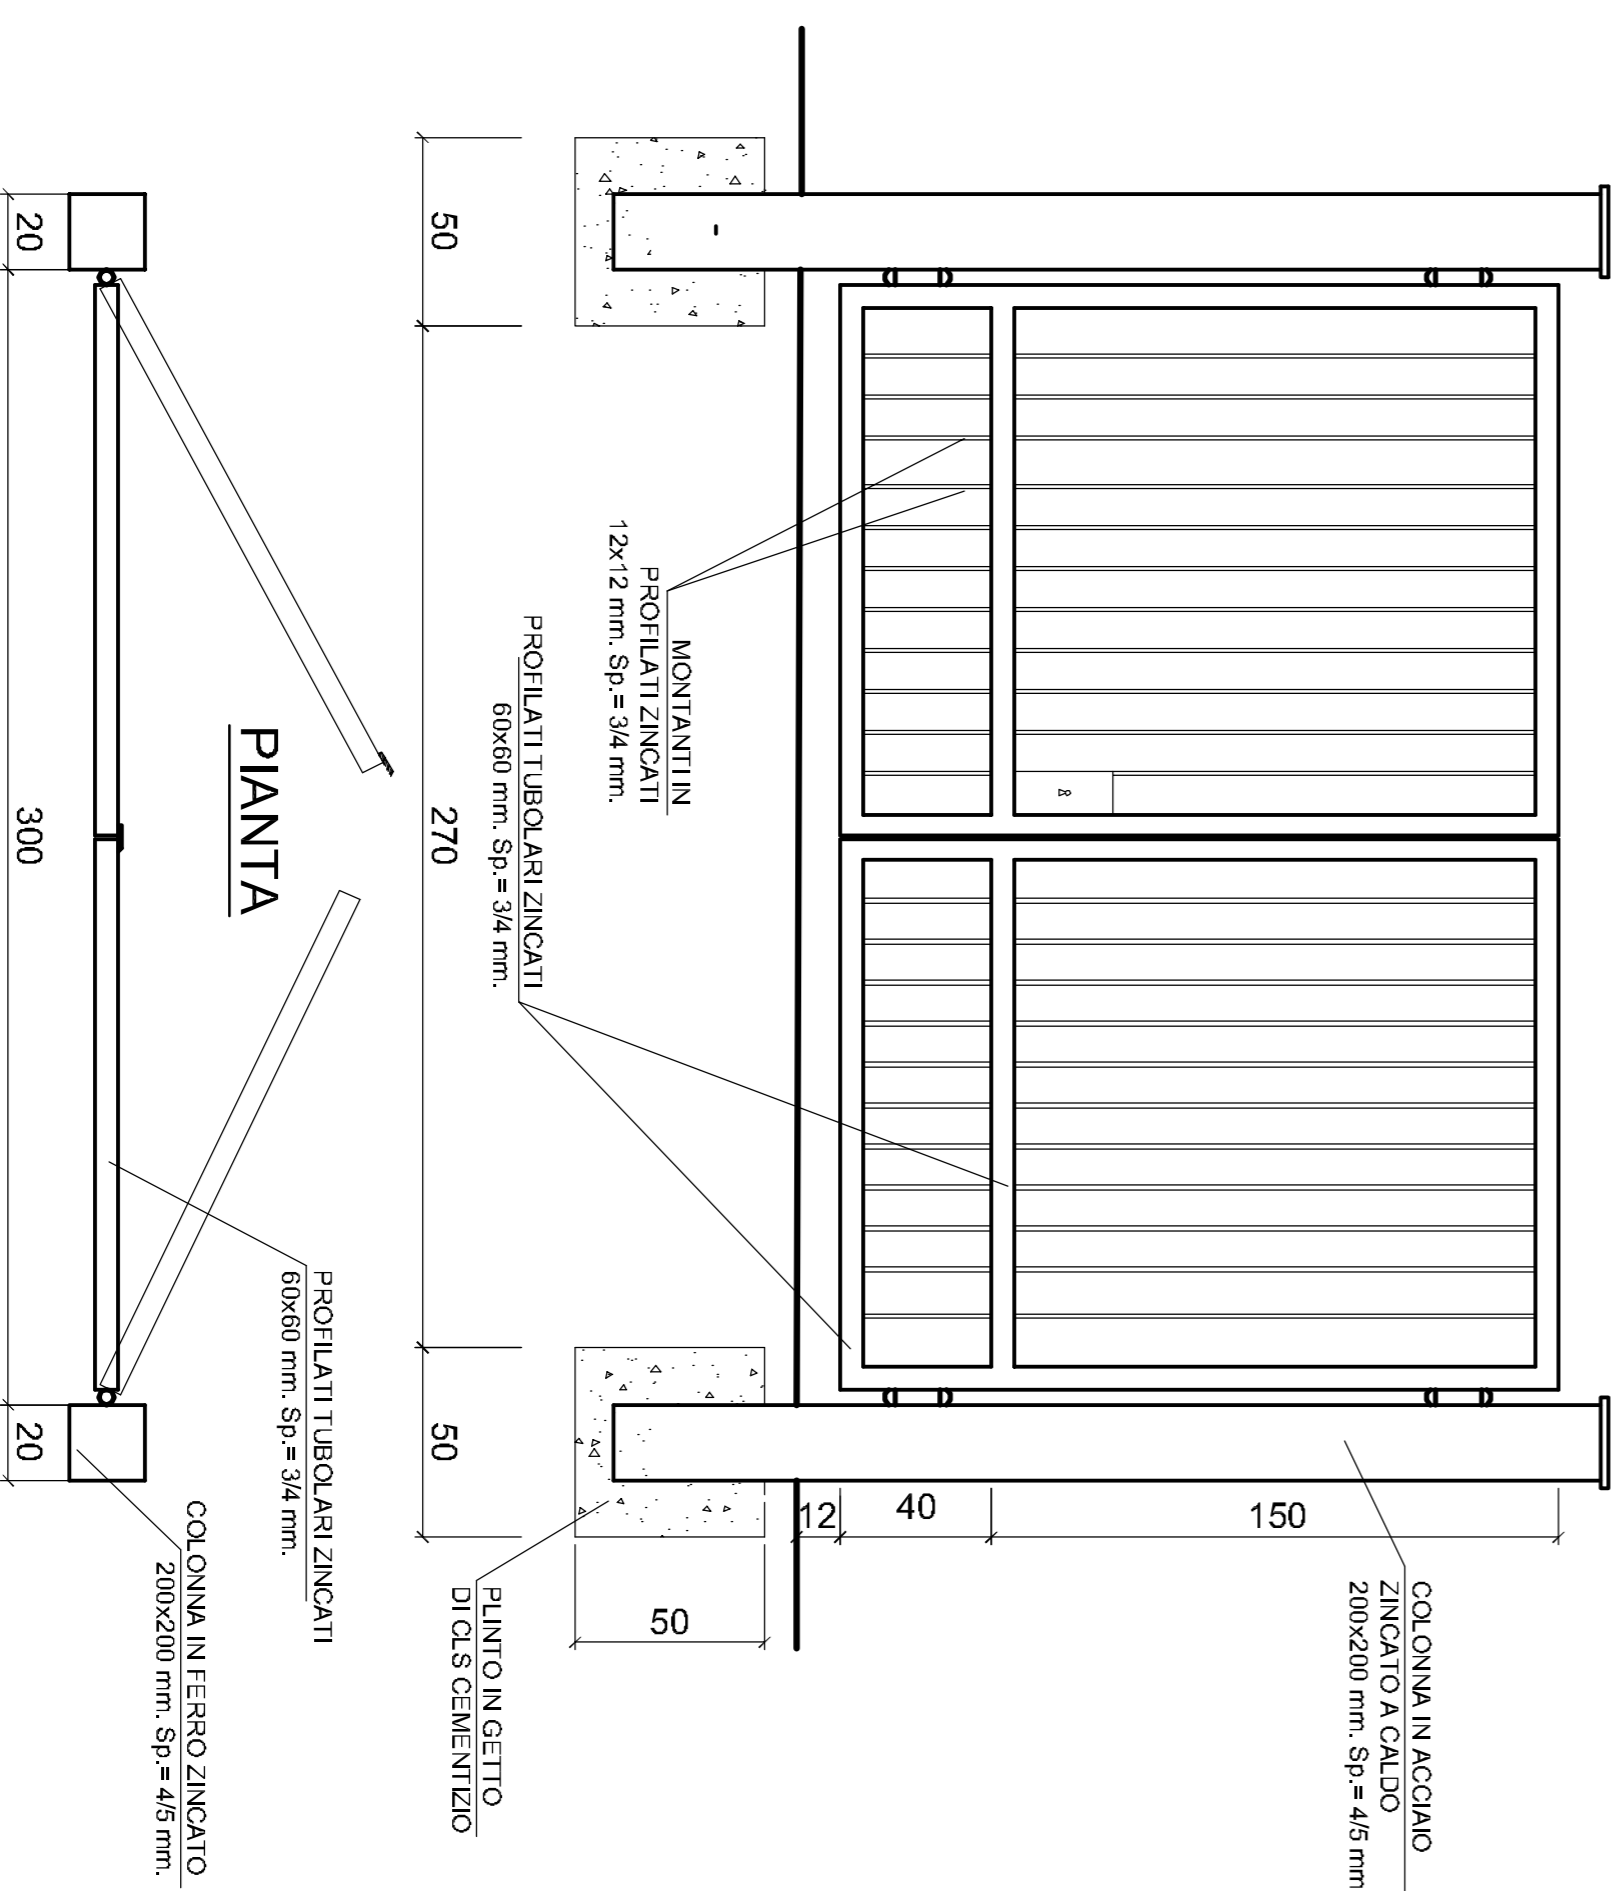 COLONNA IN ACCIAIO
ZINCATO A CALDO
200x200 mm. Sp.= 4/5 mm
150
40
12
MONTANTI IN
PROFILATI ZINCATI
12x12 mm. Sp.= 3/4 mm.
PROFILATI TUBOLARI ZINCATI
60x60 mm. Sp.= 3/4 mm.
50
PLINTO IN GETTO
DI CLS CEMENTIZIO
50
270
50
PIANTA
PROFILATI TUBOLARI ZINCATI
60x60 mm. Sp.= 3/4 mm.
COLONNA IN FERRO ZINCATO
200x200 mm. Sp.= 4/5 mm.
20
300
20